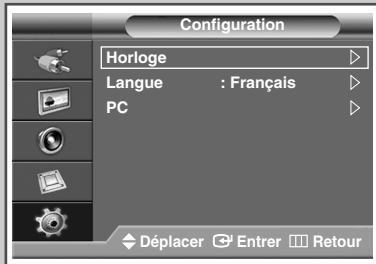 Configuration
Horloge
Langue : Français
PC
Déplacer Entrer Retour